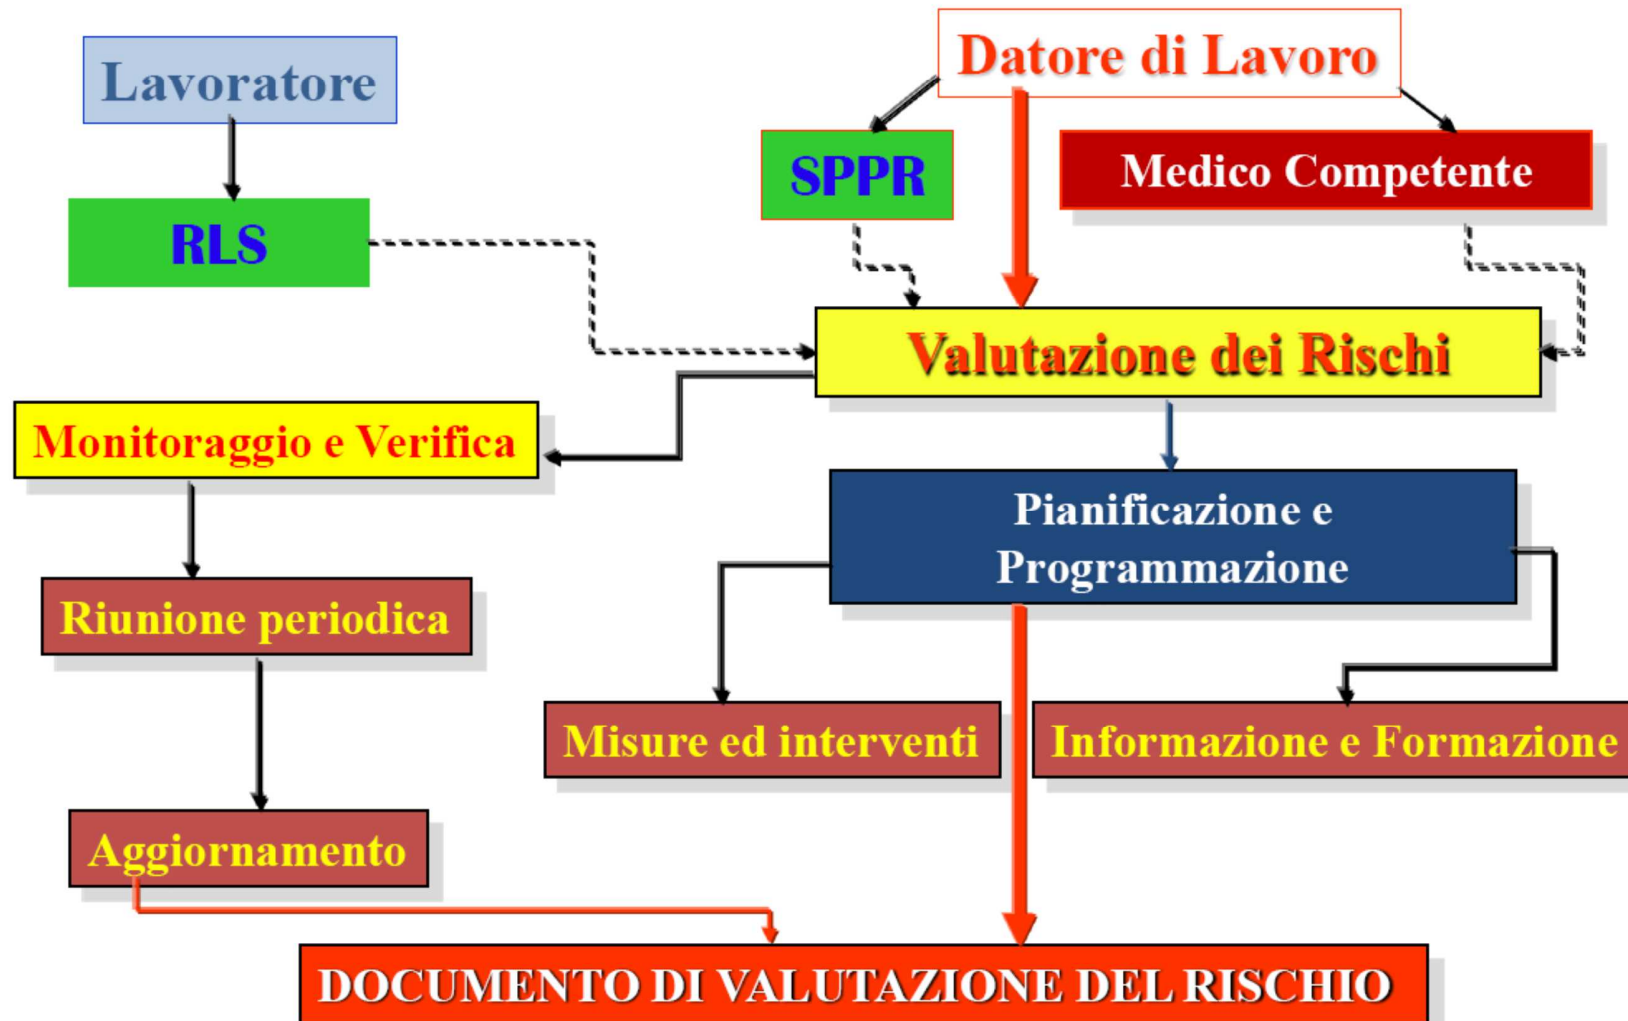 Lavoratore
Datore di Lavoro
SPPR
Medico Competente
RLS
Valutazione dei Rischi
Monitoraggio e Verifica
Pianificazione e
Programmazione
Riunione periodica
Misure ed interventi
Informazione e Formazione
Aggiornamento
DOCUMENTO DI VALUTAZIONE DEL RISCHIO